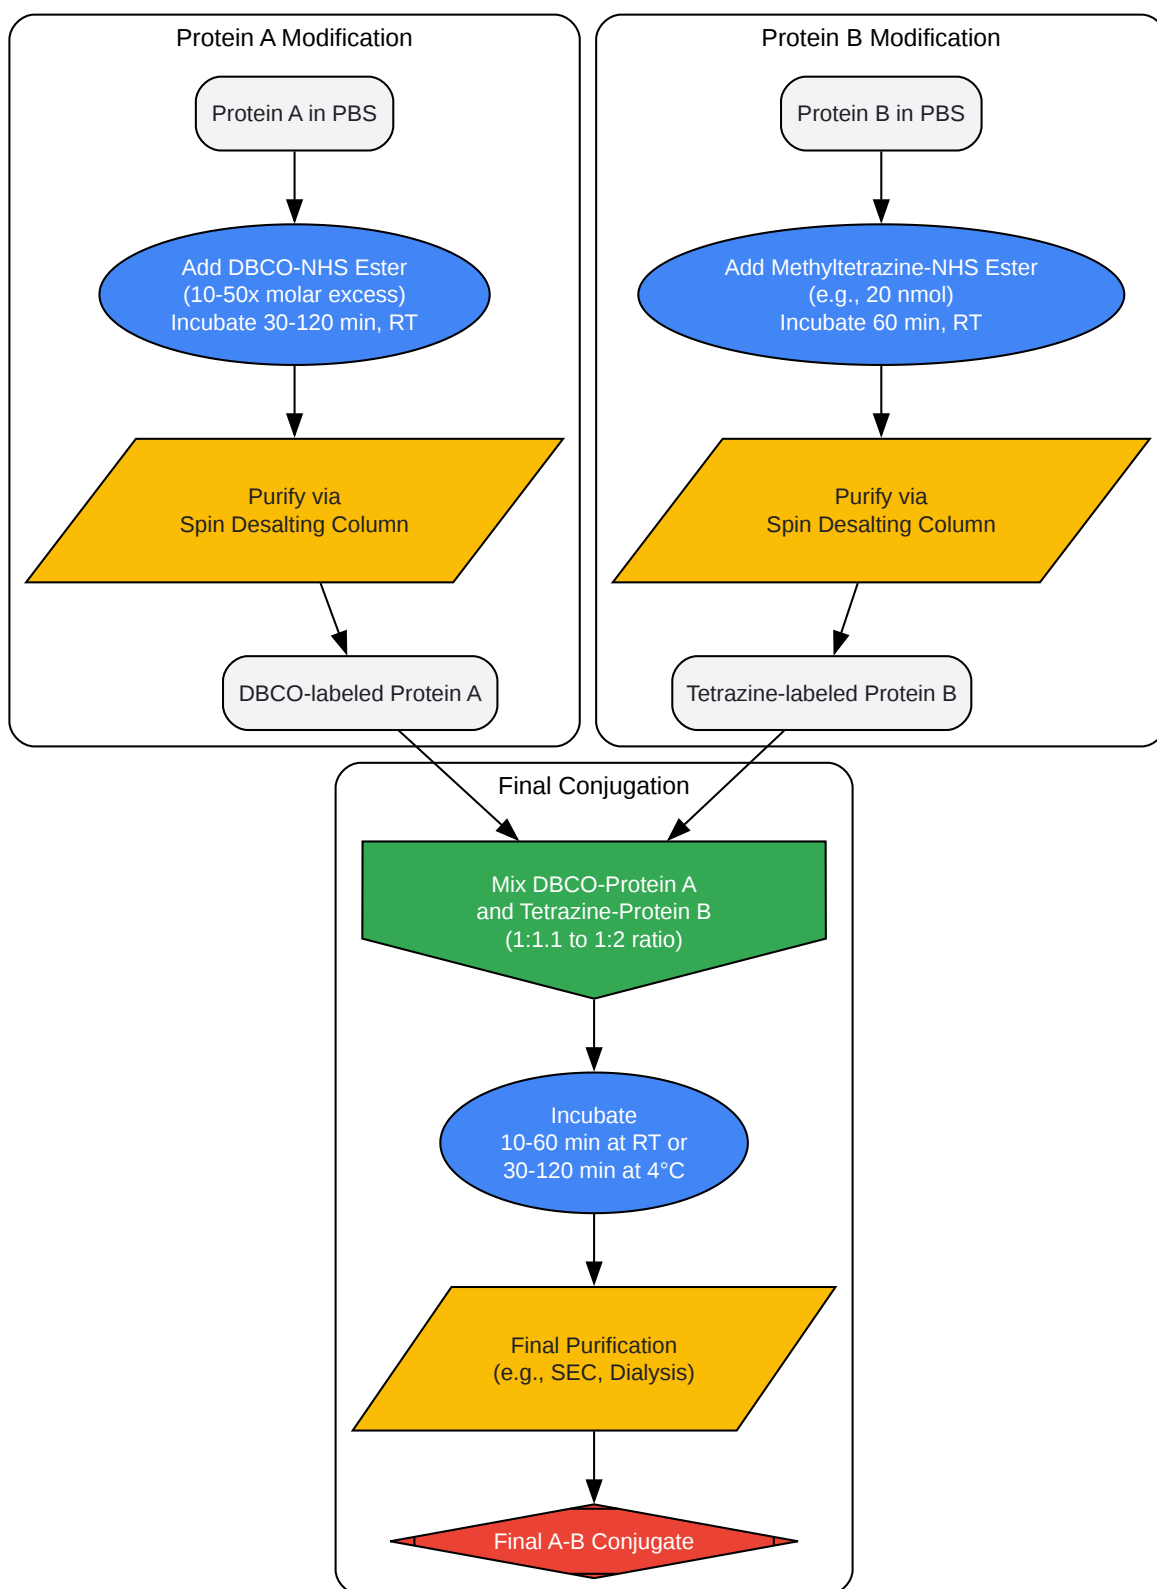 Protein A Modification
Protein A in PBS
Add DBCO-NHS Ester
(10-50x molar excess)
Incubate 30-120 min, RT
Purify via
Spin Desalting Column
DBCO-labeled Protein A
Protein B Modification
Protein B in PBS
Add Methyltetrazine-NHS Ester
(e.g., 20 nmol)
Incubate 60 min, RT
Purify via
Spin Desalting Column
Tetrazine-labeled Protein B
Final Conjugation
Mix DBCO-Protein A
and Tetrazine-Protein B
(1:1.1 to 1:2 ratio)
Incubate
10-60 min at RT or
30-120 min at 4°C
Final Purification
(e.g., SEC, Dialysis)
Final A-B Conjugate